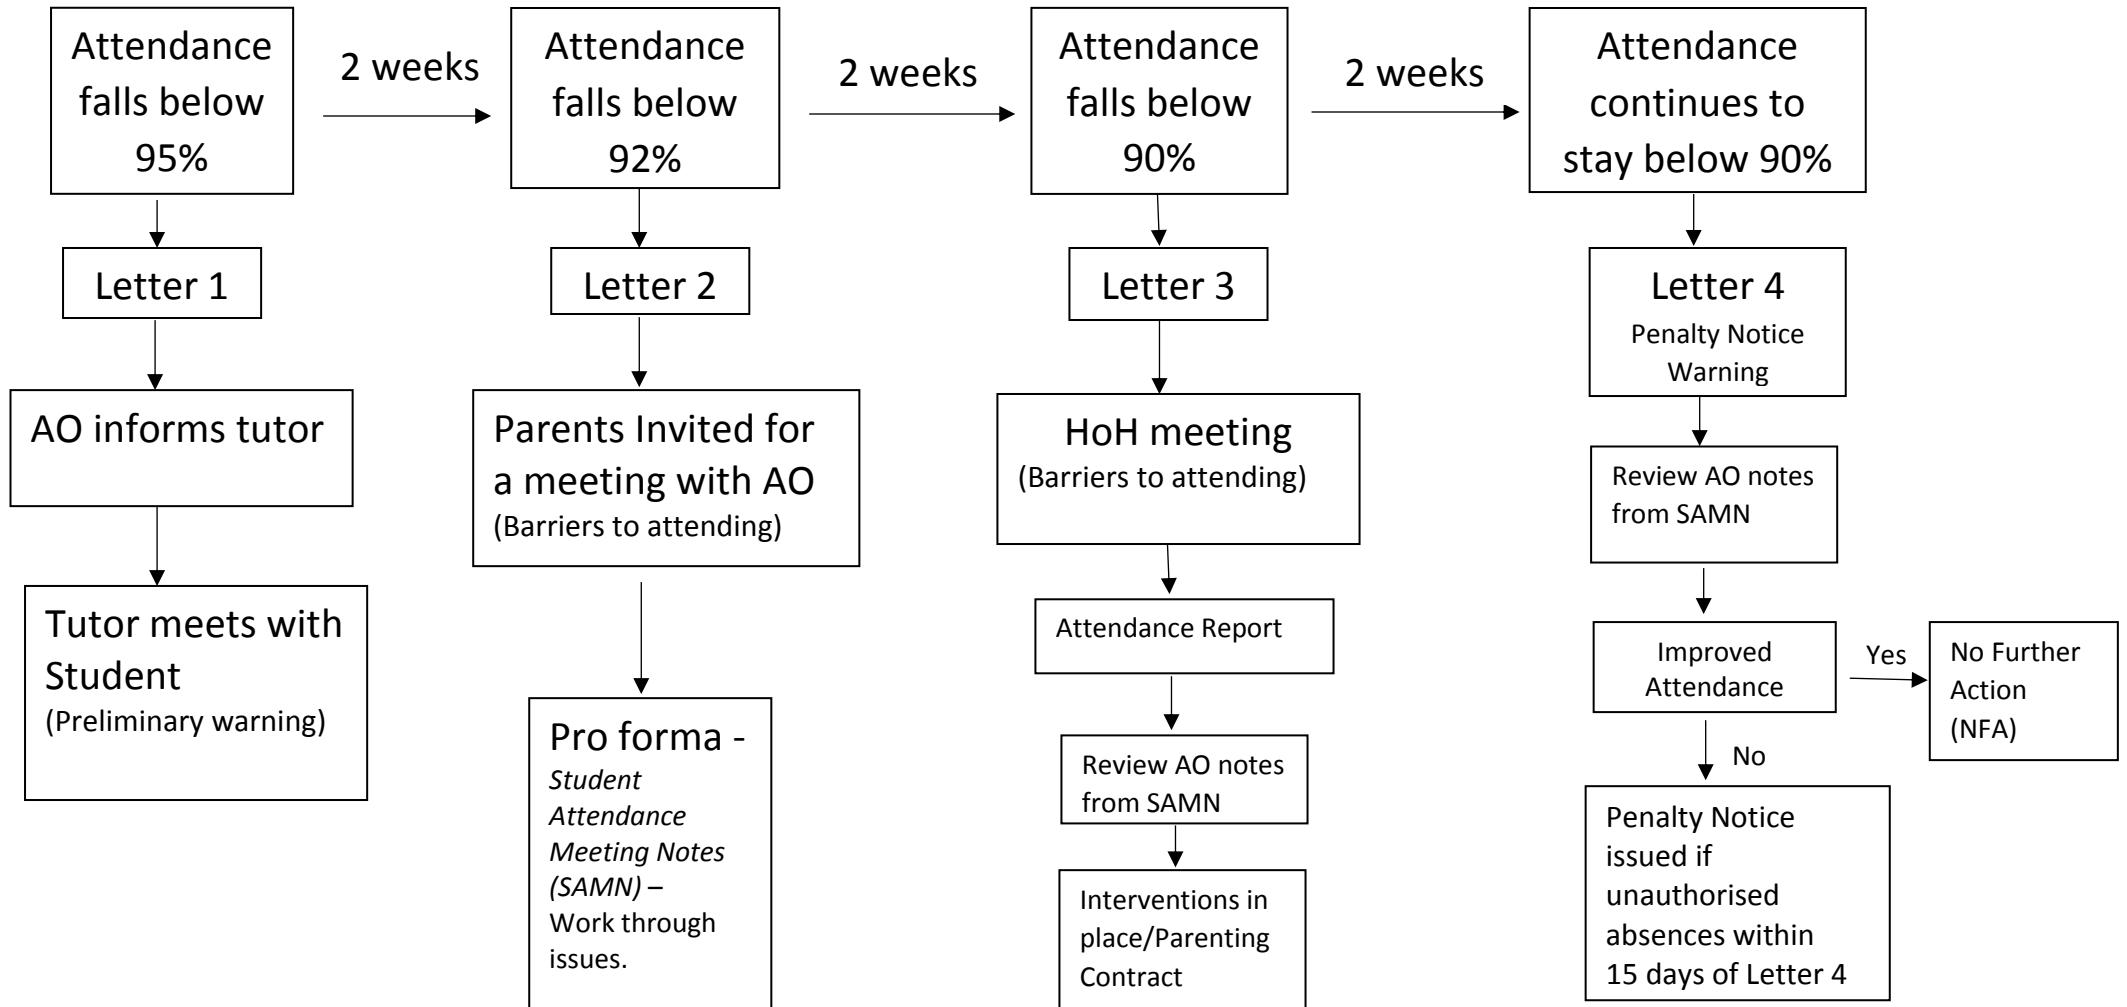 Attendance
falls below
95%
2 weeks
Attendance
falls below
92%
2 weeks
Attendance
falls below
90%
2 weeks
Attendance
continues to
stay below 90%
Letter 1
Letter 2
Letter 3
Letter 4
Penalty Notice
Warning
AO informs tutor
Parents Invited for
a meeting with AO
(Barriers to attending)
HoH meeting
(Barriers to attending)
Review AO notes
from SAMN
Tutor meets with
Student
(Preliminary warning)
Pro forma -
Student
Attendance
Meeting Notes
(SAMN) –
Work through
issues.
Attendance Report
Review AO notes
from SAMN
Interventions in
place/Parenting
Contract
Improved
Attendance
Yes
No Further
Action
(NFA)
No
Penalty Notice
issued if
unauthorised
absences within
15 days of Letter 4